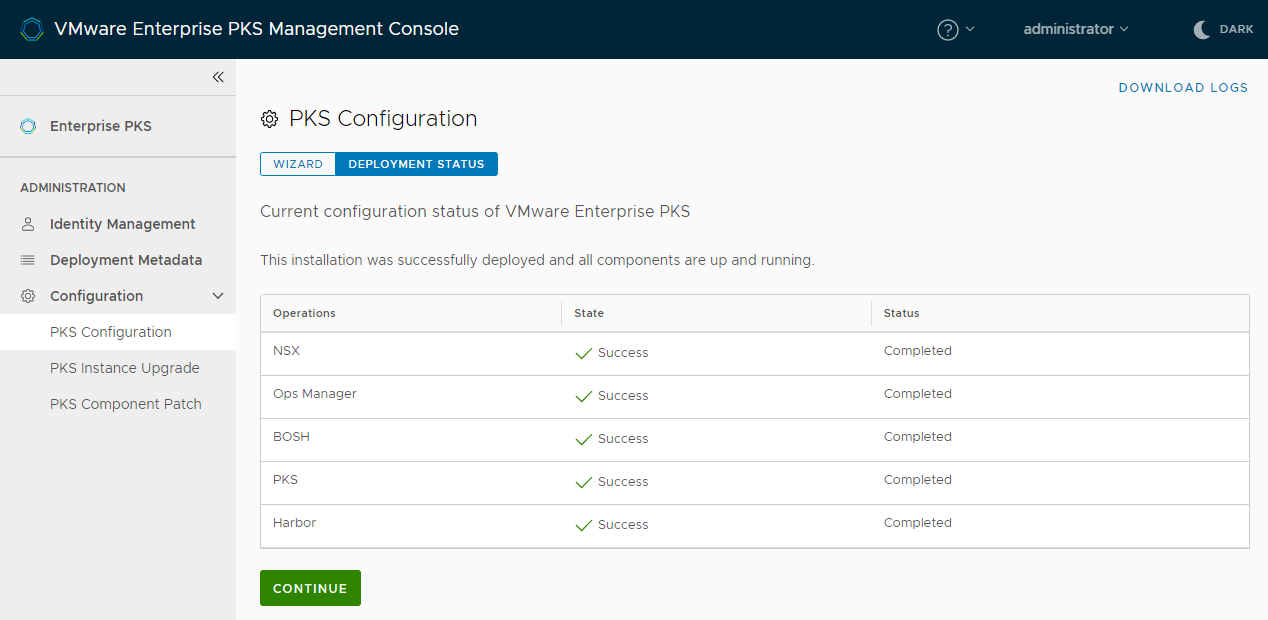 VMware Enterprise PKS Management Console
administrator
DARK
Enterprise PKS
ADMINISTRATION
Identity Management
Deployment Metadata
Configuration
PKS Configuration
PKS Instance Upgrade
PKS Component Patch
DOWNLOAD LOGS
PKS Configuration
WIZARD DEPLOYMENT STATUS
Current configuration status of VMware Enterprise PKS
This installation was successfully deployed and all components are up and running.
Operations State Status
NSX Success Completed
Ops Manager Success Completed
BOSH Success Completed
PKS Success Completed
Harbor Success Completed
CONTINUE